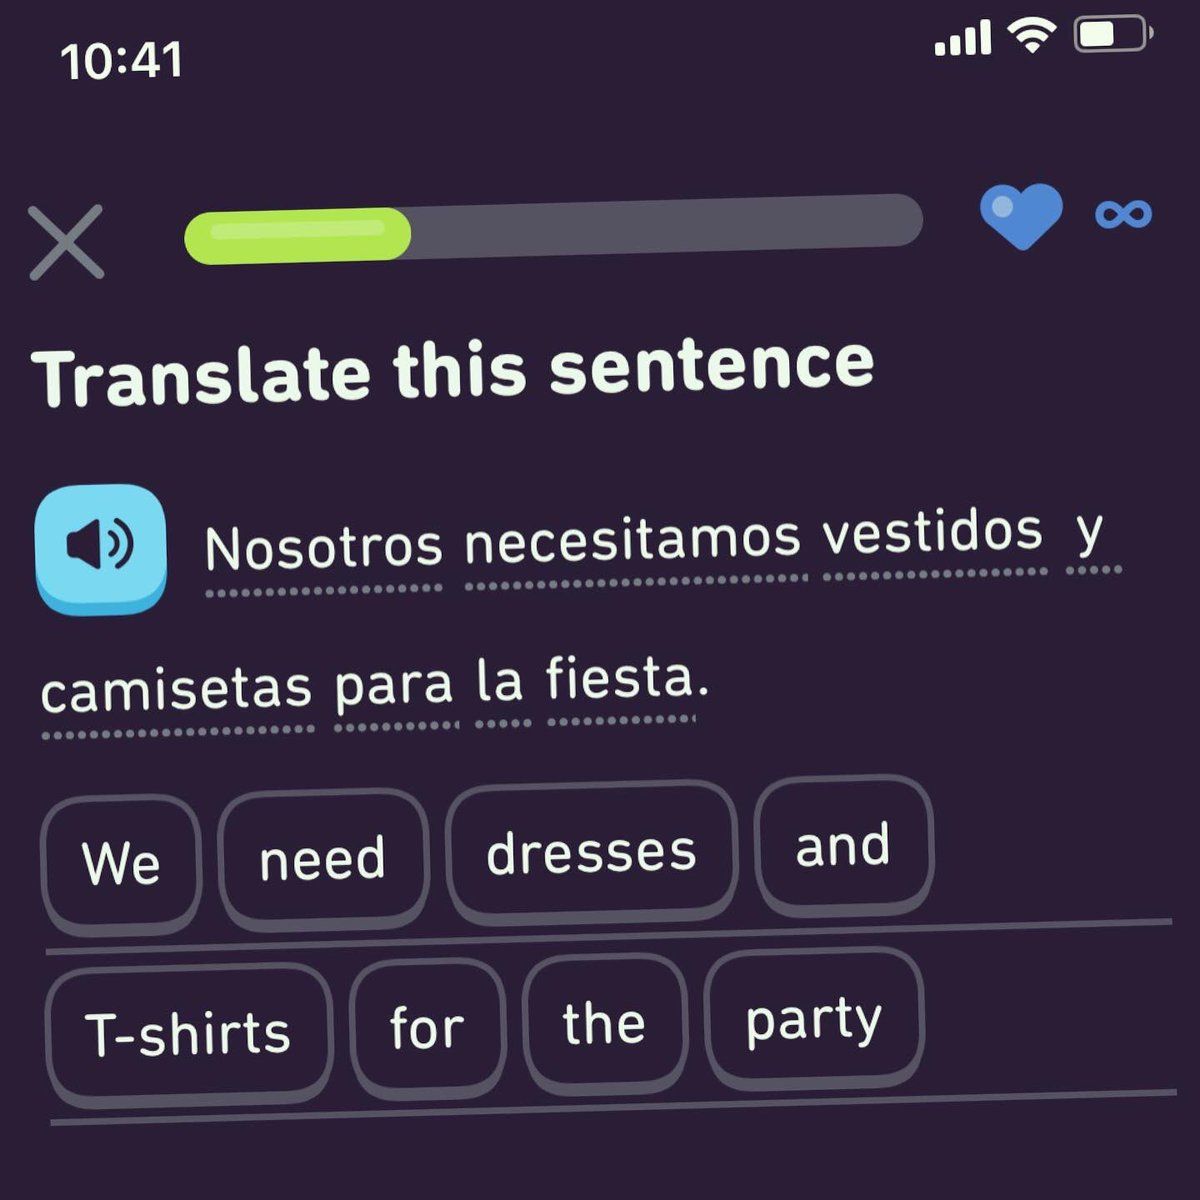 10:41
Translate this sentence
Nosotros necesitamos vestidos y
camisetas para la fiesta.
We need dresses and
T-shirts for the party